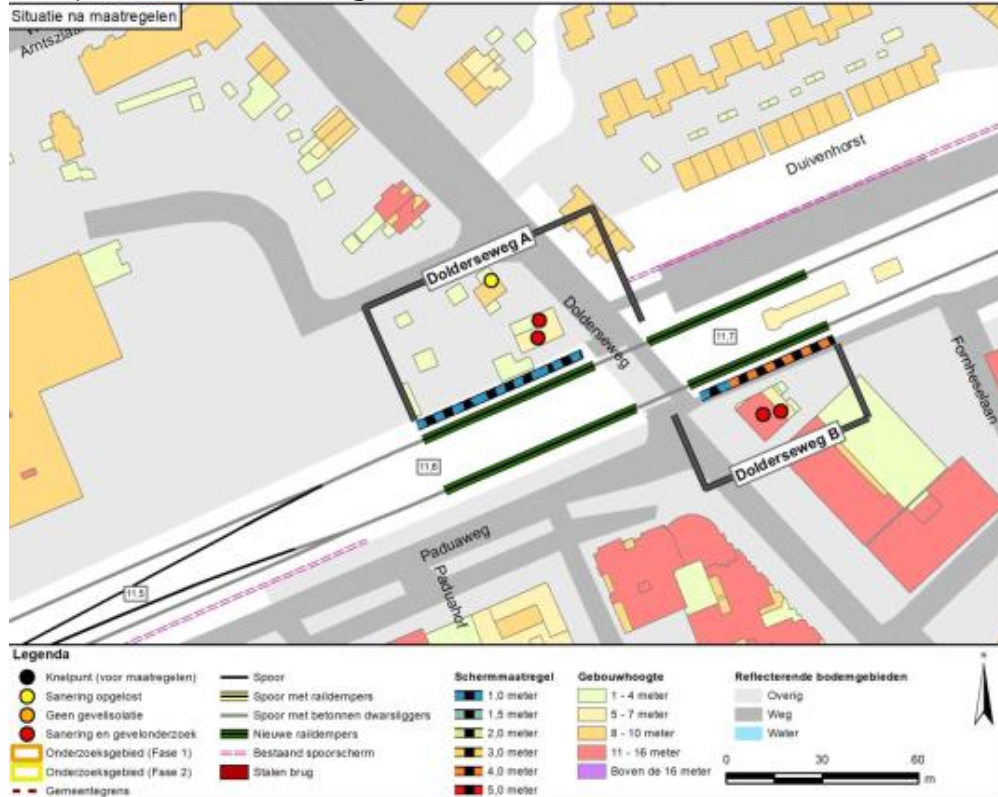 Situatie na maatregelen
Arntszlaan
Duivenhorst
Dolderseweg A
Dolderseweg
11,7
Fornheselaan
Dolderseweg B
11,6
Paduaweg
Paduahof
11,5
Legenda
Knelpunt (voor maatregelen)
Sanering opgelost
Geen gevelisolatie
Sanering en gevelonderzoek
Onderzoeksgebied (Fase 1)
Onderzoeksgebied (Fase 2)
Gemeentegrens
Spoor
Spoor met raildempers
Spoor met betonnen dwarsliggers
Nieuwe raildempers
Bestaand spoorscherm
Stalen brug
Schermmaatregel
1,0 meter
1,5 meter
2,0 meter
3,0 meter
4,0 meter
5,0 meter
Gebouwhoogte
1 - 4 meter
5 - 7 meter
8 - 10 meter
11 - 16 meter
Boven de 16 meter
Reflecterende bodemgebieden
Overig
Weg
Water
0 30 60
m